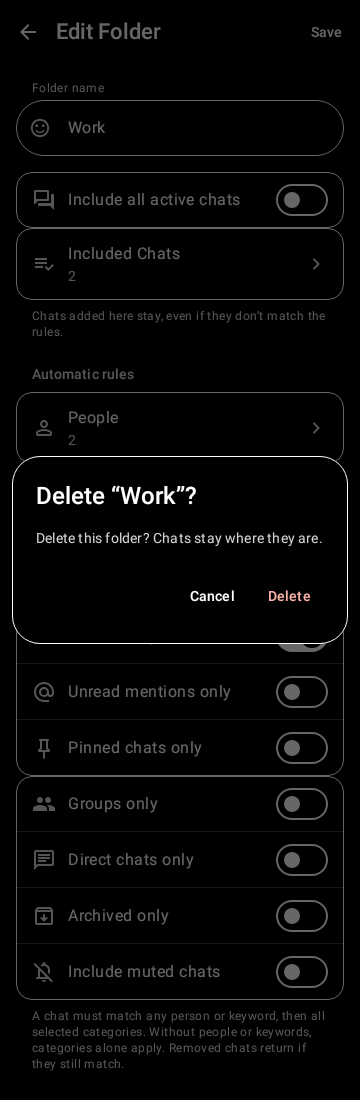 Edit Folder
Save
Folder name
Work
Include all active chats
Included Chats
2
Chats added here stay, even if they don’t match the
rules.
Automatic rules
People
2
Delete “Work”?
Delete this folder? Chats stay where they are.
Cancel
Delete
Unread mentions only
Pinned chats only
Groups only
Direct chats only
Archived only
Include muted chats
A chat must match any person or keyword, then all
selected categories. Without people or keywords,
categories alone apply. Removed chats return if
they still match.